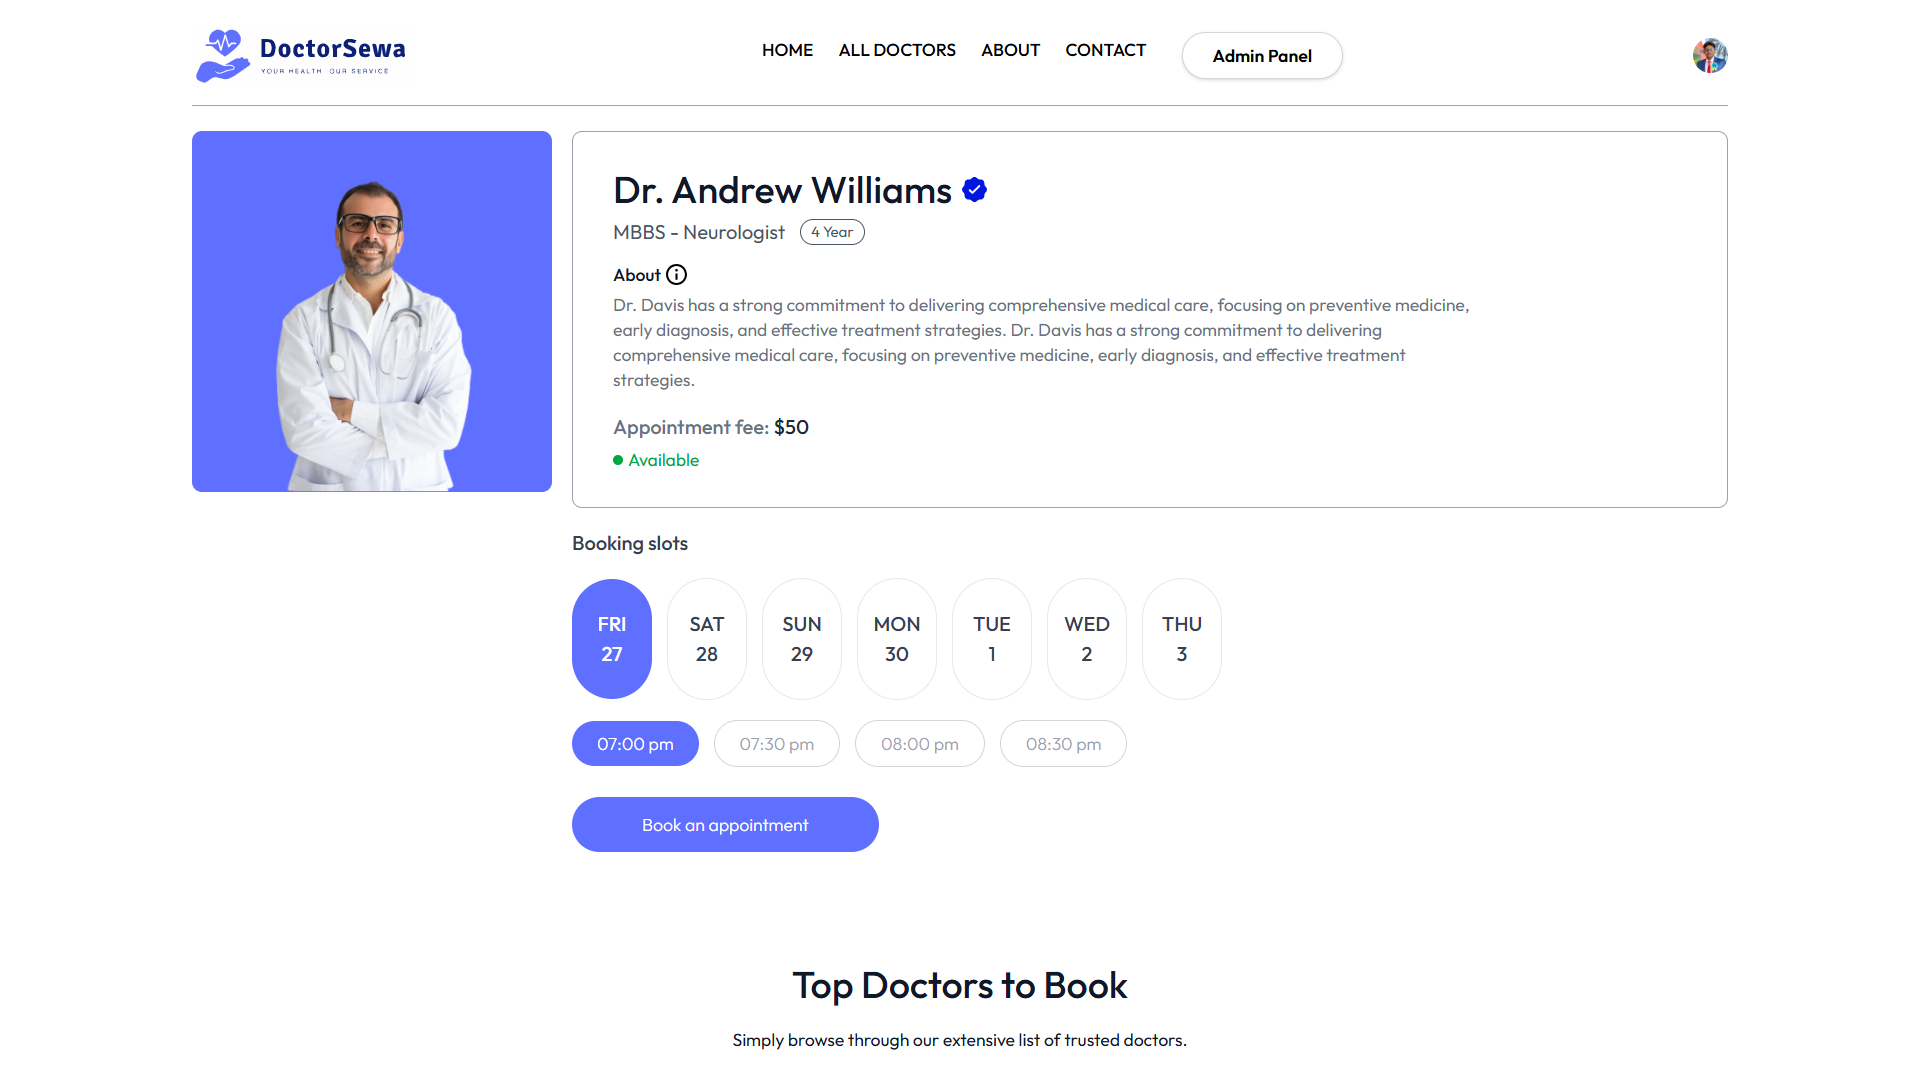 DoctorSewa
YOUR HEALTH OUR SERVICE
HOME
ALL DOCTORS
ABOUT
CONTACT
Admin Panel
Dr. Andrew Williams
MBBS - Neurologist
4 Year
About
Dr. Davis has a strong commitment to delivering comprehensive medical care, focusing on preventive medicine,
early diagnosis, and effective treatment strategies. Dr. Davis has a strong commitment to delivering
comprehensive medical care, focusing on preventive medicine, early diagnosis, and effective treatment
strategies.
Appointment fee: $50
Available
Booking slots
FRI
27
SAT
28
SUN
29
MON
30
TUE
1
WED
2
THU
3
07:00 pm
07:30 pm
08:00 pm
08:30 pm
Book an appointment
Top Doctors to Book
Simply browse through our extensive list of trusted doctors.